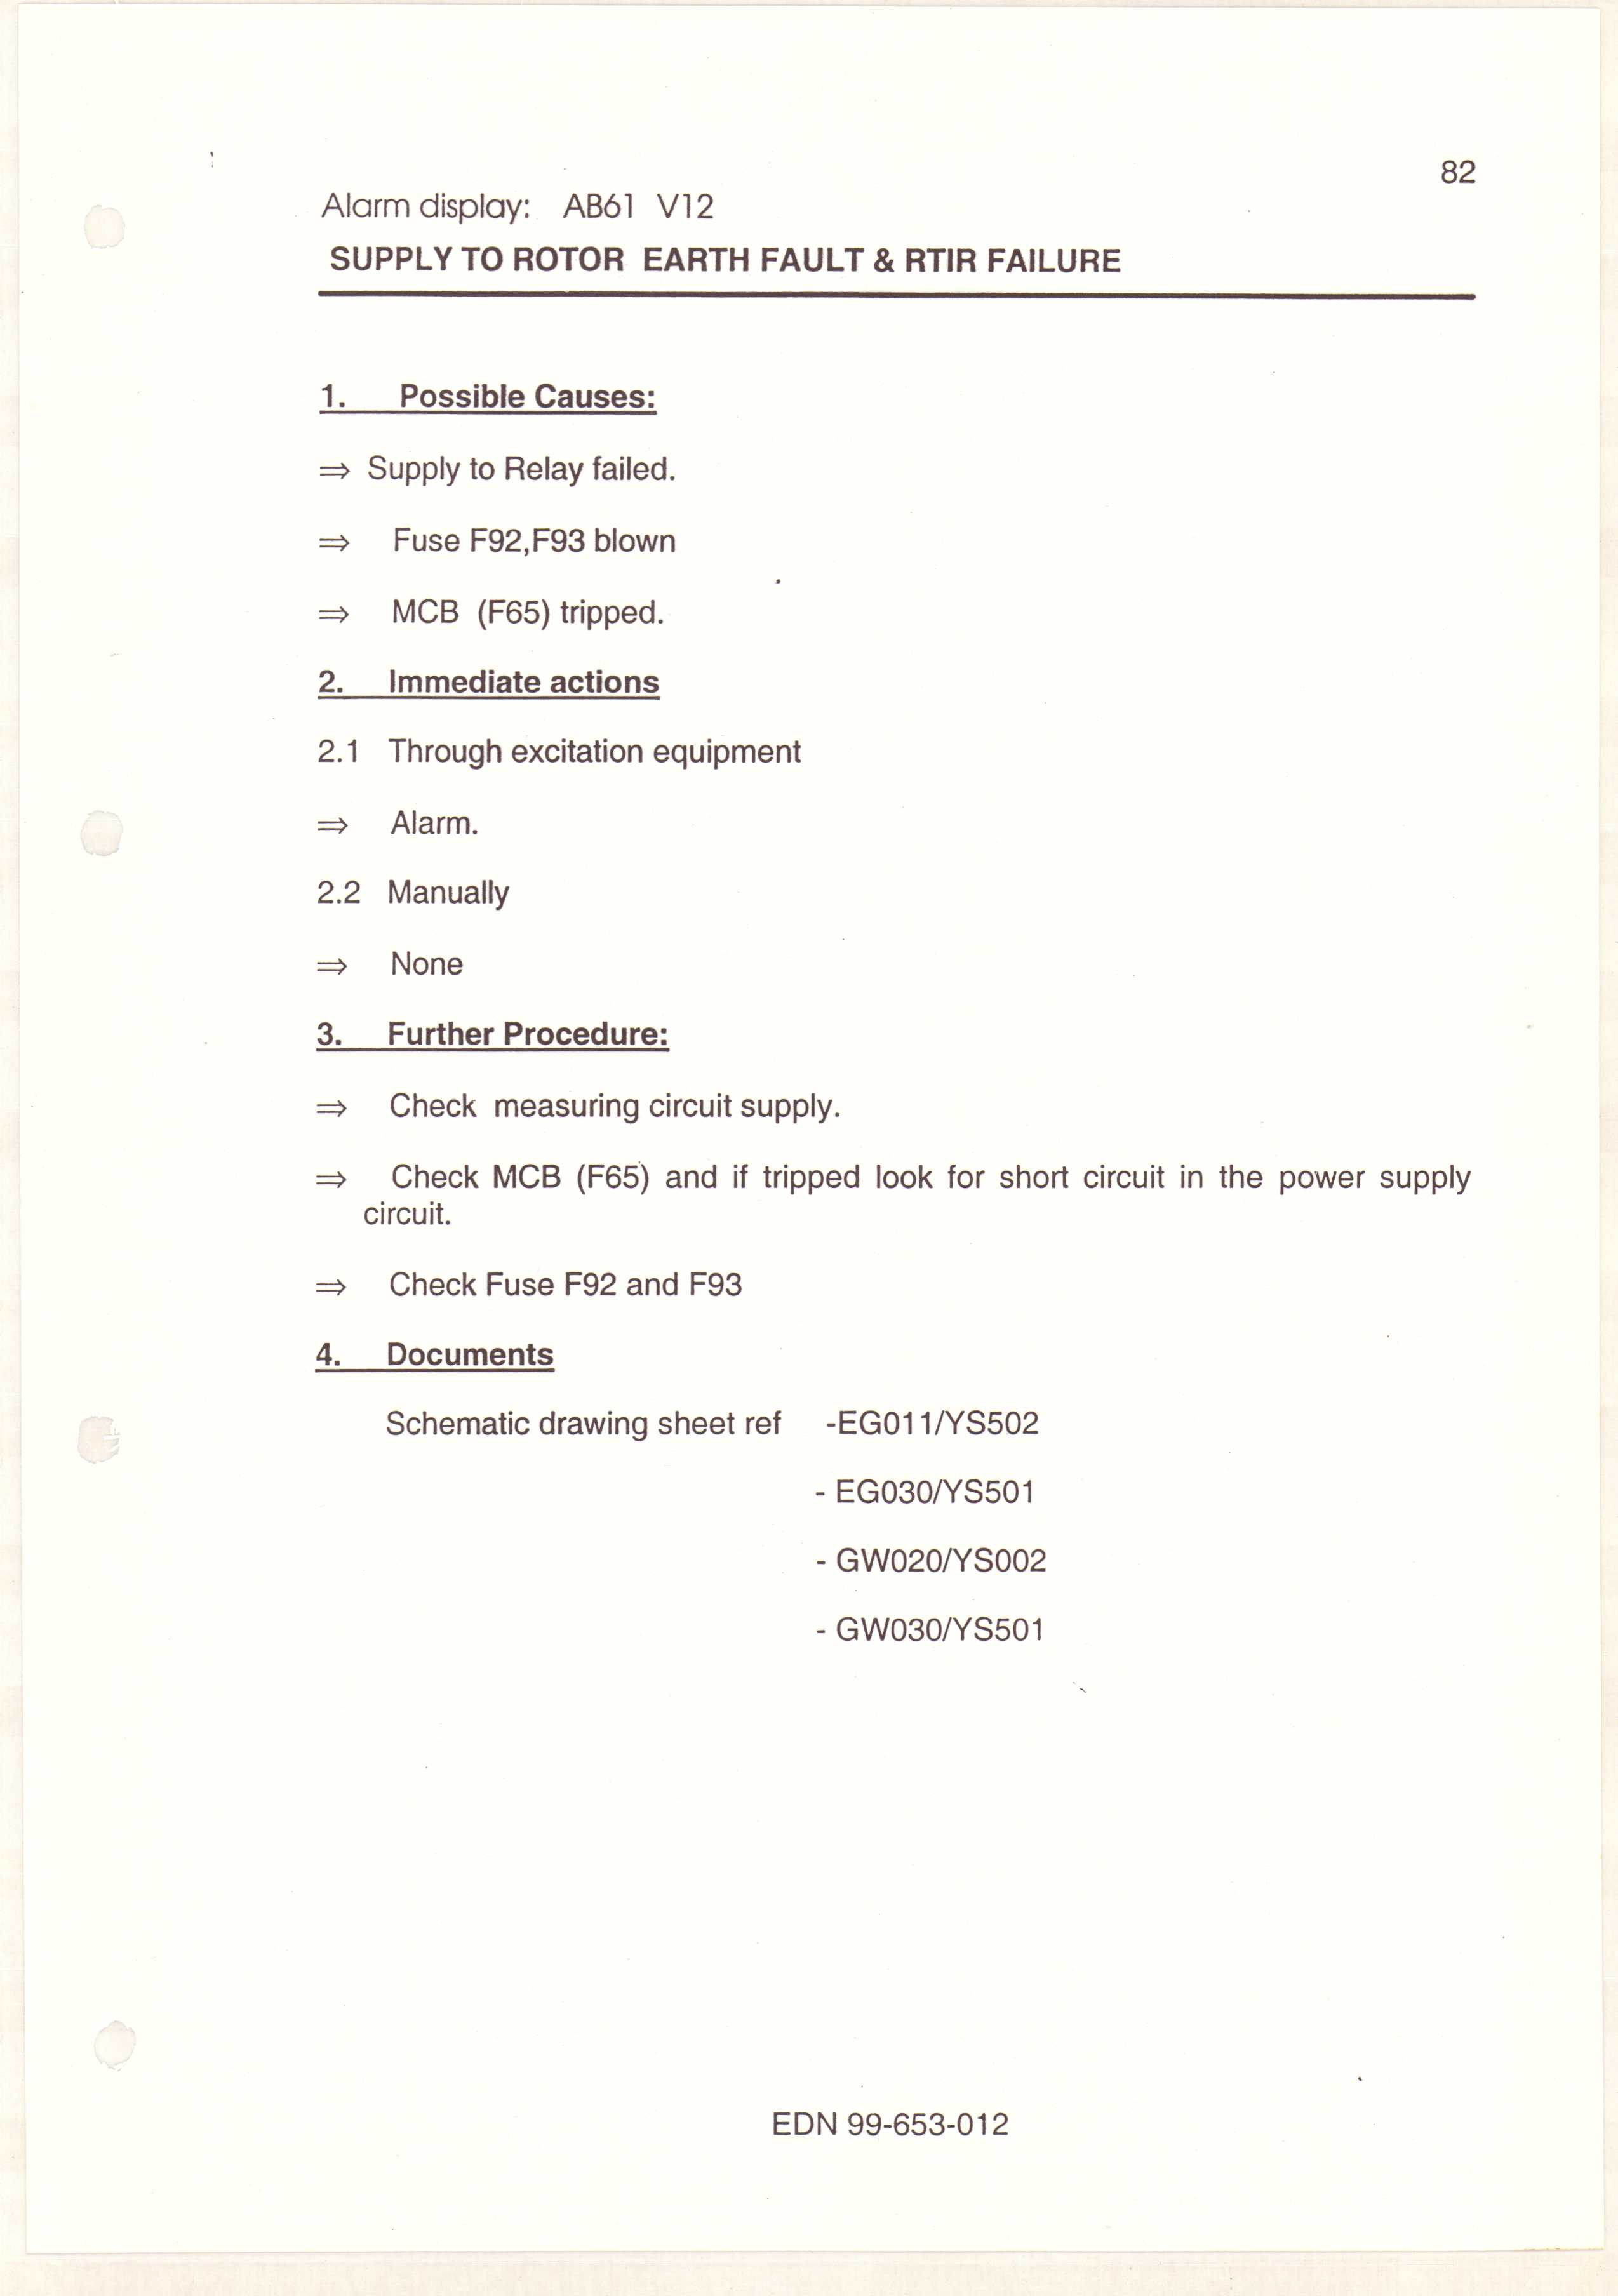 82
Alarm display: AB61 V12
SUPPLY TO ROTOR EARTH FAULT & RTIR FAILURE
1. Possible Causes:
⇒ Supply to Relay failed.
⇒ Fuse F92,F93 blown
⇒ MCB (F65) tripped.
2. Immediate actions
2.1 Through excitation equipment
⇒ Alarm.
2.2 Manually
⇒ None
3. Further Procedure:
⇒ Check measuring circuit supply.
⇒ Check MCB (F65) and if tripped look for short circuit in the power supply
circuit.
⇒ Check Fuse F92 and F93
4. Documents
Schematic drawing sheet ref -EG011/YS502
- EG030/YS501
- GW020/YS002
- GW030/YS501
EDN 99-653-012